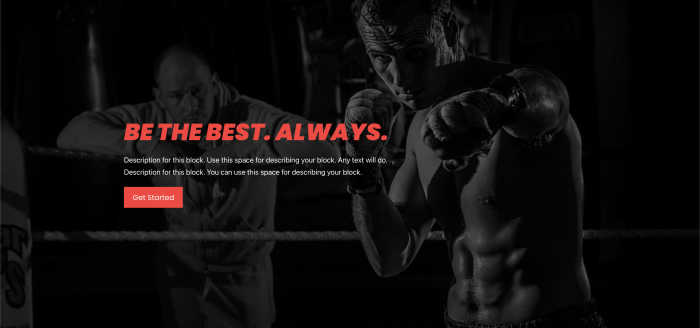 BE THE BEST. ALWAYS.
Description for this block. Use this space for describing your block. Any text will do.
Description for this block. You can use this space for describing your block.
Get Started